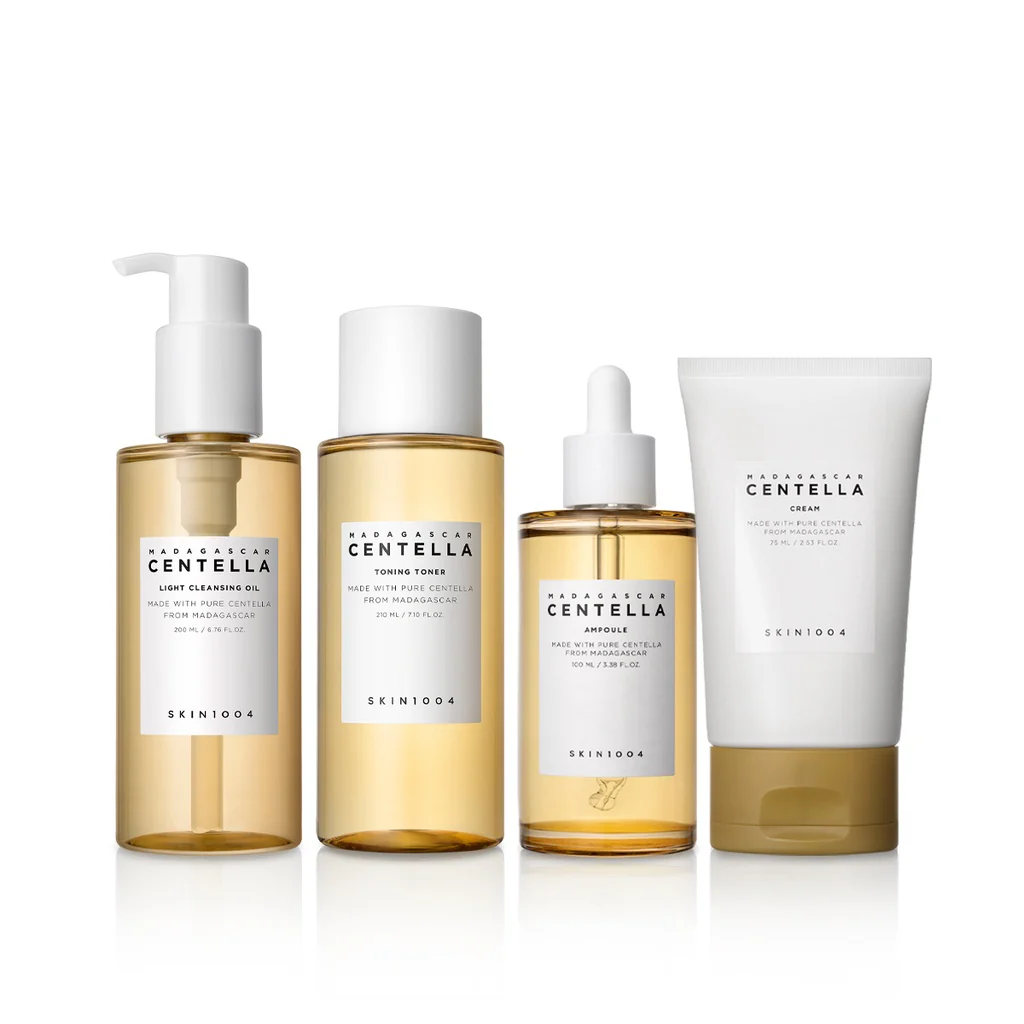 MADAGASCAR
CENTELLA
LIGHT CLEANSING OIL
MADE WITH PURE CENTELLA
FROM MADAGASCAR
200 ML / 6.76 FL.OZ.
SKIN1004
MADAGASCAR
CENTELLA
TONING TONER
MADE WITH PURE CENTELLA
FROM MADAGASCAR
210 ML / 7.10 FL.OZ.
SKIN1004
MADAGASCAR
CENTELLA
AMPOULE
MADE WITH PURE CENTELLA
FROM MADAGASCAR
100 ML / 3.38 FL.OZ.
SKIN1004
MADAGASCAR
CENTELLA
CREAM
MADE WITH PURE CENTELLA
FROM MADAGASCAR
75 ML / 2.53 FL.OZ.
SKIN1004